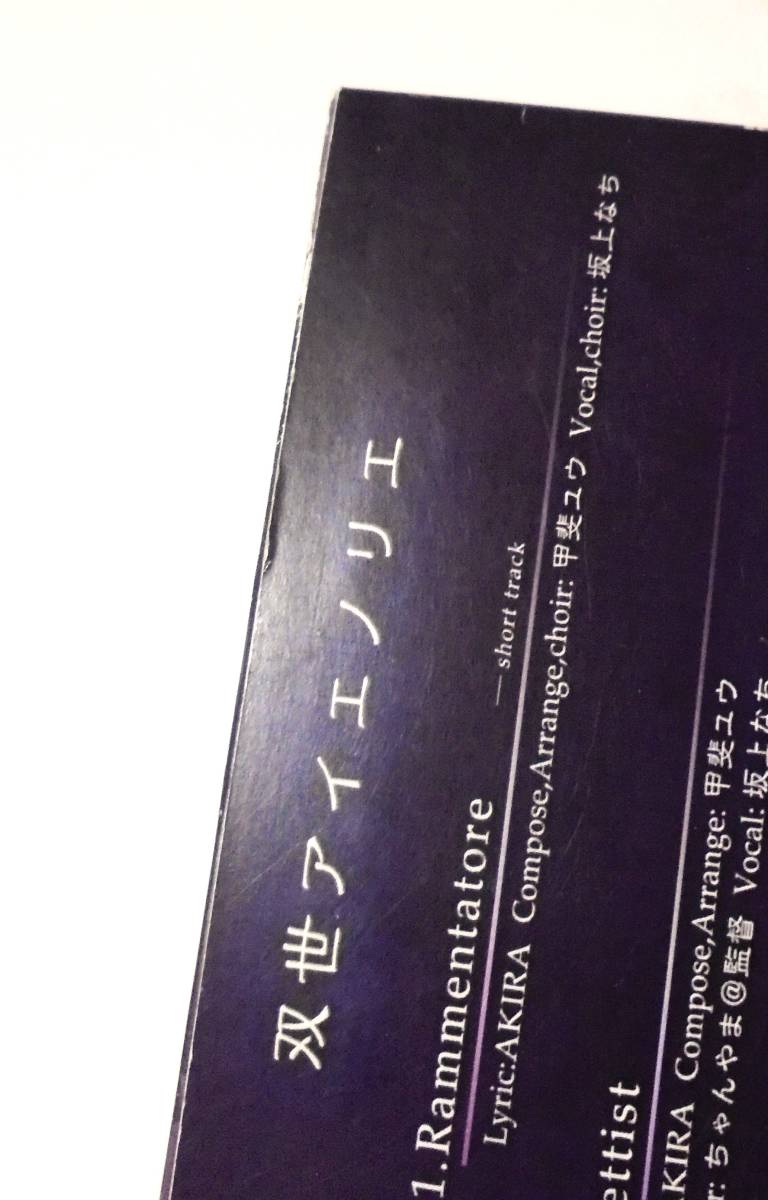 双世アイエノリエ
1.Rammentatore
— short track
Lyric:AKIRA Compose,Arrange,choir: 甲斐ユウ Vocal,choir: 坂上なち
ettist
KIRA Compose,Arrange: 甲斐ユウ
r: ちゃんやま@監督 Vocal: 坂上なち